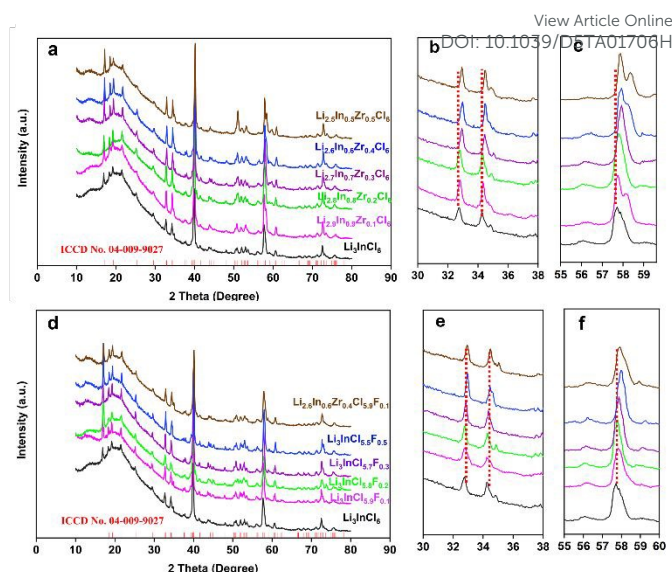 View Article Online
DOI: 10.1039/D5TA01706H
a
b
c
Intensity (a.u.)
Li2.5In0.5Zr0.5Cl6
Li2.6In0.6Zr0.4Cl6
Li2.7In0.7Zr0.3Cl6
Li2.8In0.8Zr0.2Cl6
Li2.9In0.9Zr0.1Cl6
ICCD No. 04-009-9027
Li3InCl6
0 10 20 30 40 50 60 70 80 90
2 Theta (Degree)
30 32 34 36 38
55 56 57 58 59
d
e
f
Intensity (a.u.)
Li2.6In0.6Zr0.4Cl5.9F0.1
Li3InCl5.5F0.5
Li3InCl5.7F0.3
Li3InCl5.8F0.2
Li3InCl5.9F0.1
ICCD No. 04-009-9027
Li3InCl6
0 10 20 30 40 50 60 70 80 90
2 Theta (Degree)
30 32 34 36 38
55 56 57 58 59 60